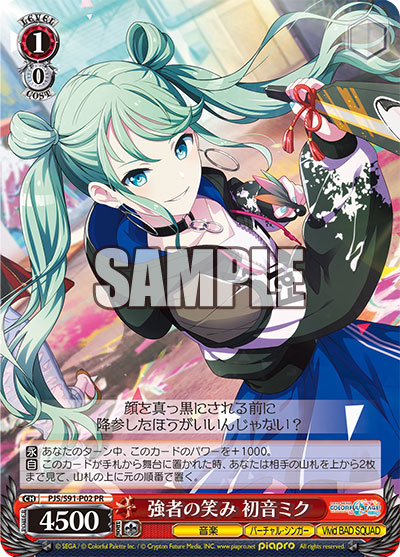 LEVEL
1
0
COST
SAMPLE
顔を真っ黒にされる前に
降参したほうがいいんじゃない?
永 あなたのターン中、このカードのパワーを+1000。
自 このカードが手札から舞台に置かれた時、あなたは相手の山札を上から2枚
まで見て、山札の上に元の順番で置く。
CH PJS/S91-P02 PR
POWER
4500
強者の笑み 初音ミク
COLORFUL STAGE!
音楽
バーチャル・シンガー
Vivid BAD SQUAD
© SEGA / © Colorful Palette Inc. / © Crypton Future Media, INC. www.piapro.net piapro All rights reserved.